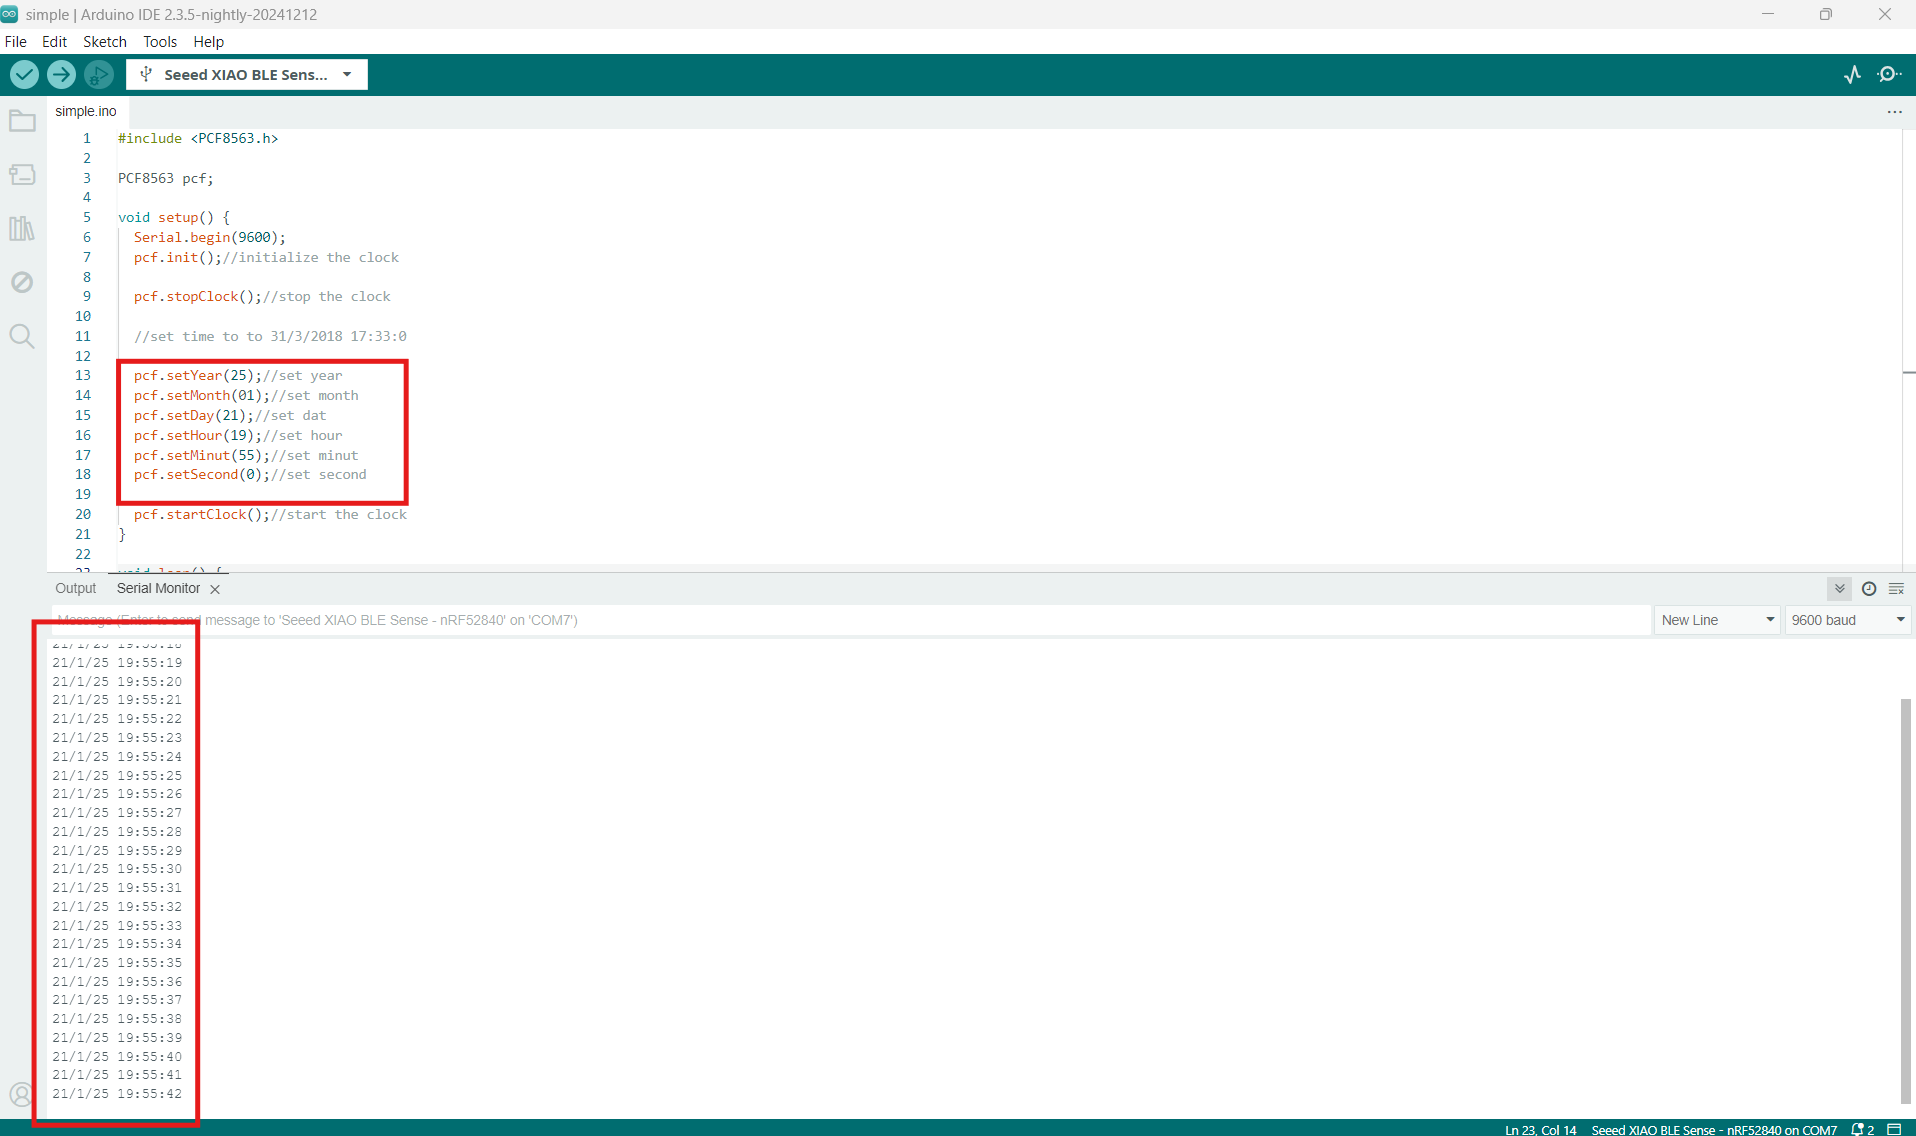 simple | Arduino IDE 2.3.5-nightly-20241212
File Edit Sketch Tools Help
Seeed XIAO BLE Sens...
simple.ino
1 #include <PCF8563.h>
2
3 PCF8563 pcf;
4
5 void setup() {
6 Serial.begin(9600);
7 pcf.init();//initialize the clock
8
9 pcf.stopClock();//stop the clock
10
11 //set time to to 31/3/2018 17:33:0
12
13 pcf.setYear(25);//set year
14 pcf.setMonth(01);//set month
15 pcf.setDay(21);//set dat
16 pcf.setHour(19);//set hour
17 pcf.setMinut(55);//set minut
18 pcf.setSecond(0);//set second
19
20 pcf.startClock();//start the clock
21 }
22
23 void loop() {
Output Serial Monitor
Message (Enter to send message to 'Seeed XIAO BLE Sense - nRF52840' on 'COM7') New Line 9600 baud
21/1/25 19:55:18
21/1/25 19:55:19
21/1/25 19:55:20
21/1/25 19:55:21
21/1/25 19:55:22
21/1/25 19:55:23
21/1/25 19:55:24
21/1/25 19:55:25
21/1/25 19:55:26
21/1/25 19:55:27
21/1/25 19:55:28
21/1/25 19:55:29
21/1/25 19:55:30
21/1/25 19:55:31
21/1/25 19:55:32
21/1/25 19:55:33
21/1/25 19:55:34
21/1/25 19:55:35
21/1/25 19:55:36
21/1/25 19:55:37
21/1/25 19:55:38
21/1/25 19:55:39
21/1/25 19:55:40
21/1/25 19:55:41
21/1/25 19:55:42
Ln 23, Col 14 Seeed XIAO BLE Sense - nRF52840 on COM7 2